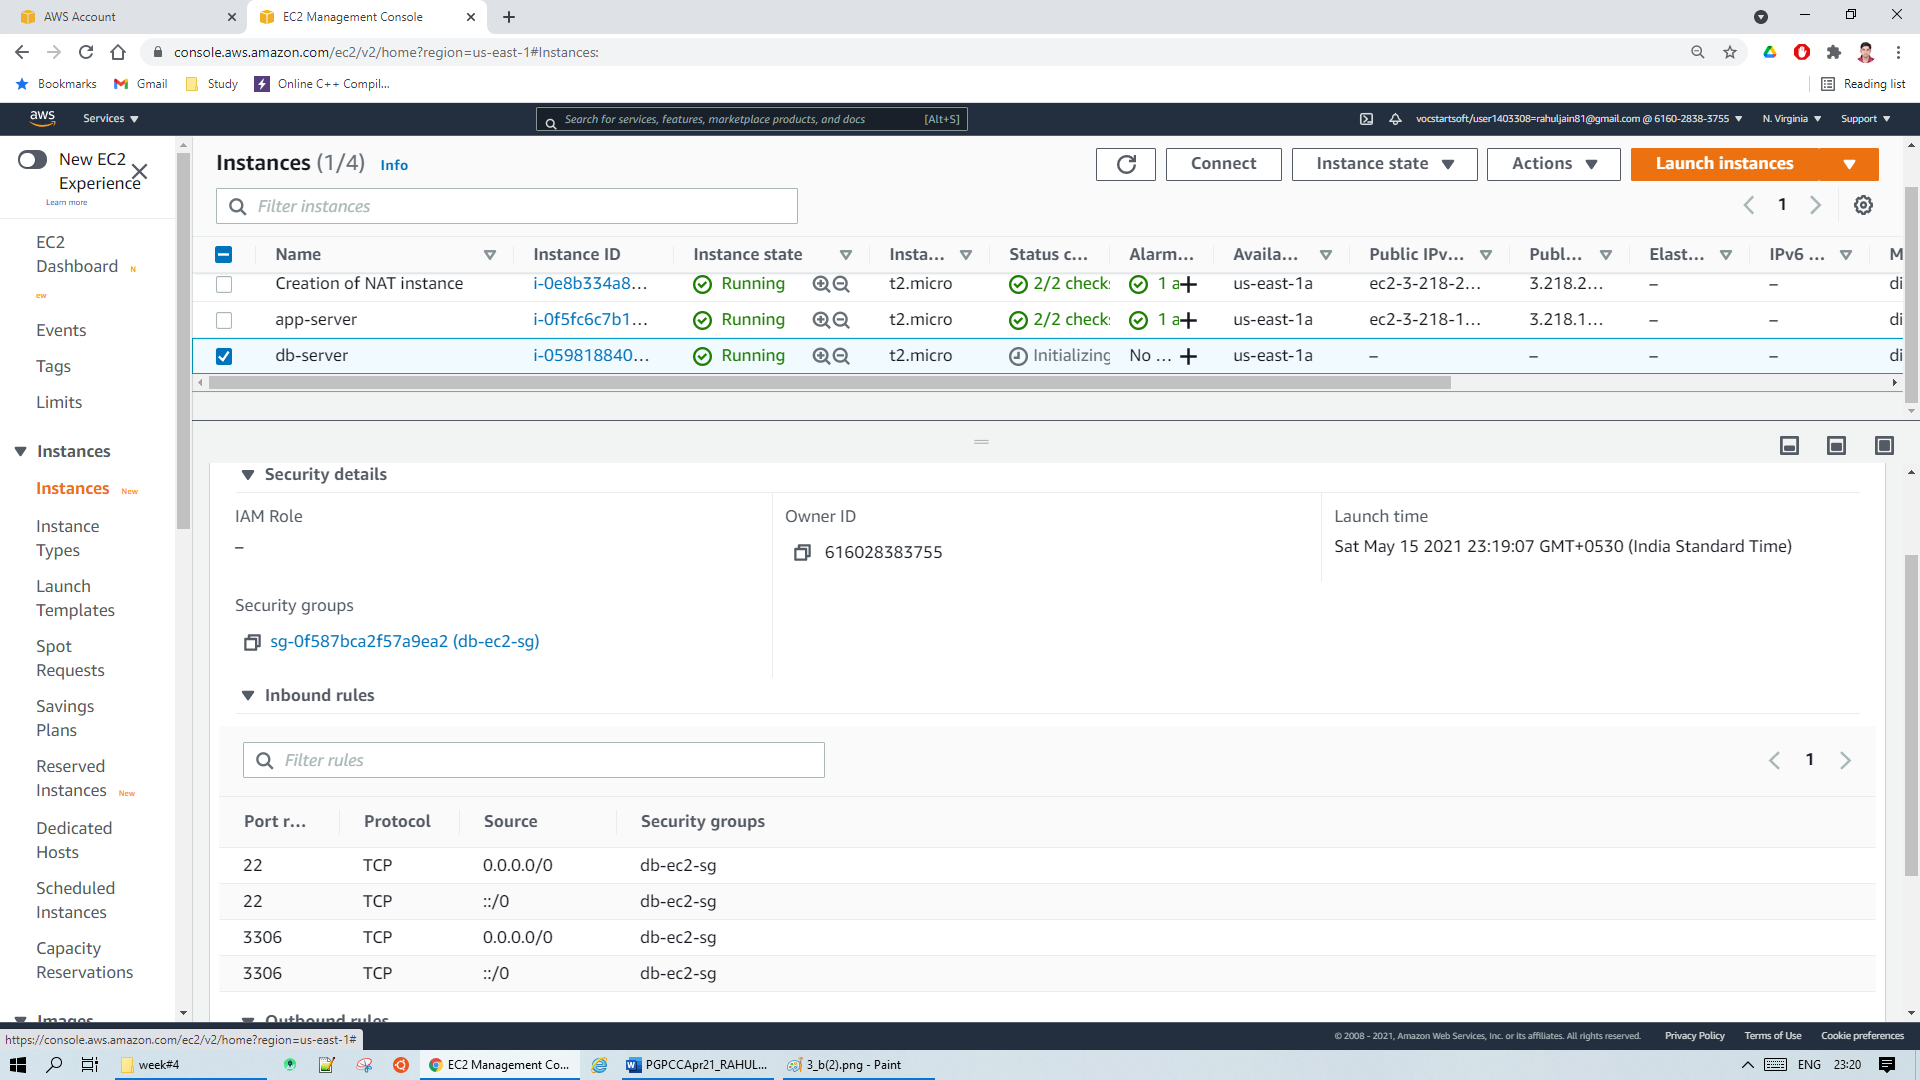 AWS Account
EC2 Management Console
console.aws.amazon.com/ec2/v2/home?region=us-east-1#Instances:
Bookmarks Gmail Study Online C++ Compil... Reading list
aws Services Search for services, features, marketplace products, and docs [Alt+S] vocstartsoft/user1403308=rahuljain81@gmail.com @ 6160-2838-3755 N. Virginia Support
New EC2
Experience
Learn more
EC2
Dashboard N
ew
Events
Tags
Limits
Instances
Instances New
Instance
Types
Launch
Templates
Spot
Requests
Savings
Plans
Reserved
Instances New
Dedicated
Hosts
Scheduled
Instances
Capacity
Reservations
Images
Instances (1/4) Info Connect Instance state Actions Launch instances
Filter instances 1
Name Instance ID Instance state Insta... Status c... Alarm... Availa... Public IPv... Publ... Elast... IPv6 ... M
Creation of NAT instance i-0e8b334a8... Running t2.micro 2/2 checks 1 a us-east-1a ec2-3-218-2... 3.218.2... – – di
app-server i-0f5fc6c7b1... Running t2.micro 2/2 checks 1 a us-east-1a ec2-3-218-1... 3.218.1... – – di
db-server i-059818840... Running t2.micro Initializing No ... us-east-1a – – – – di
Security details
IAM Role Owner ID Launch time
– 616028383755 Sat May 15 2021 23:19:07 GMT+0530 (India Standard Time)
Security groups
sg-0f587bca2f57a9ea2 (db-ec2-sg)
Inbound rules
Filter rules 1
Port r... Protocol Source Security groups
22 TCP 0.0.0.0/0 db-ec2-sg
22 TCP ::/0 db-ec2-sg
3306 TCP 0.0.0.0/0 db-ec2-sg
3306 TCP ::/0 db-ec2-sg
Outbound rules
https://console.aws.amazon.com/ec2/v2/home?region=us-east-1#
© 2008 - 2021, Amazon Web Services, Inc. or its affiliates. All rights reserved. Privacy Policy Terms of Use Cookie preferences
week#4 EC2 Management Co... PGPCCApr21_RAHUL... 3_b(2).png - Paint ENG 23:20